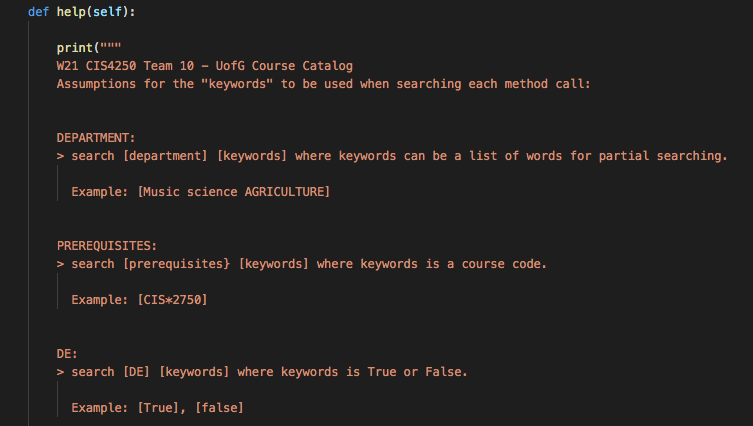 def help(self):
print("""
W21 CIS4250 Team 10 – UofG Course Catalog
Assumptions for the "keywords" to be used when searching each method call:
DEPARTMENT:
> search [department] [keywords] where keywords can be a list of words for partial searching.
Example: [Music science AGRICULTURE]
PREREQUISITES:
> search [prerequisites} [keywords] where keywords is a course code.
Example: [CIS*2750]
DE:
> search [DE] [keywords] where keywords is True or False.
Example: [True], [false]